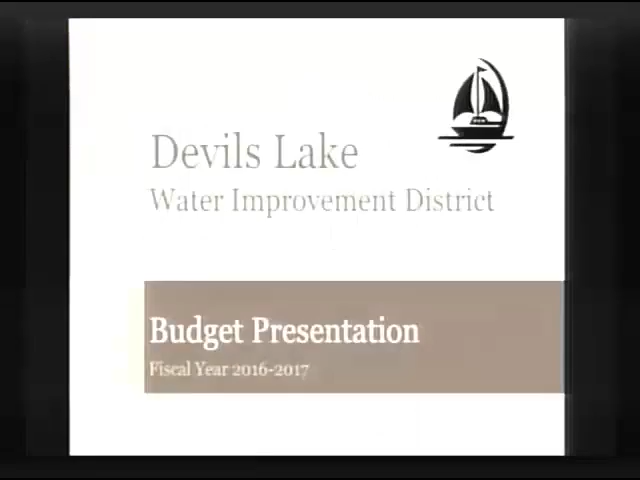 Devils Lake
Water Improvement District
Budget Presentation
Fiscal Year 2016-2017